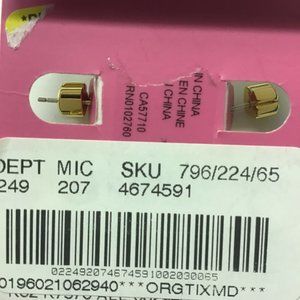 CA57710
RN0102760
IN CHINA
EN CHINE
CHINA
DEPT MIC SKU 796/224/65
249 207 4674591
022492074674591002030065
0196021062940***ORGTIXMD***